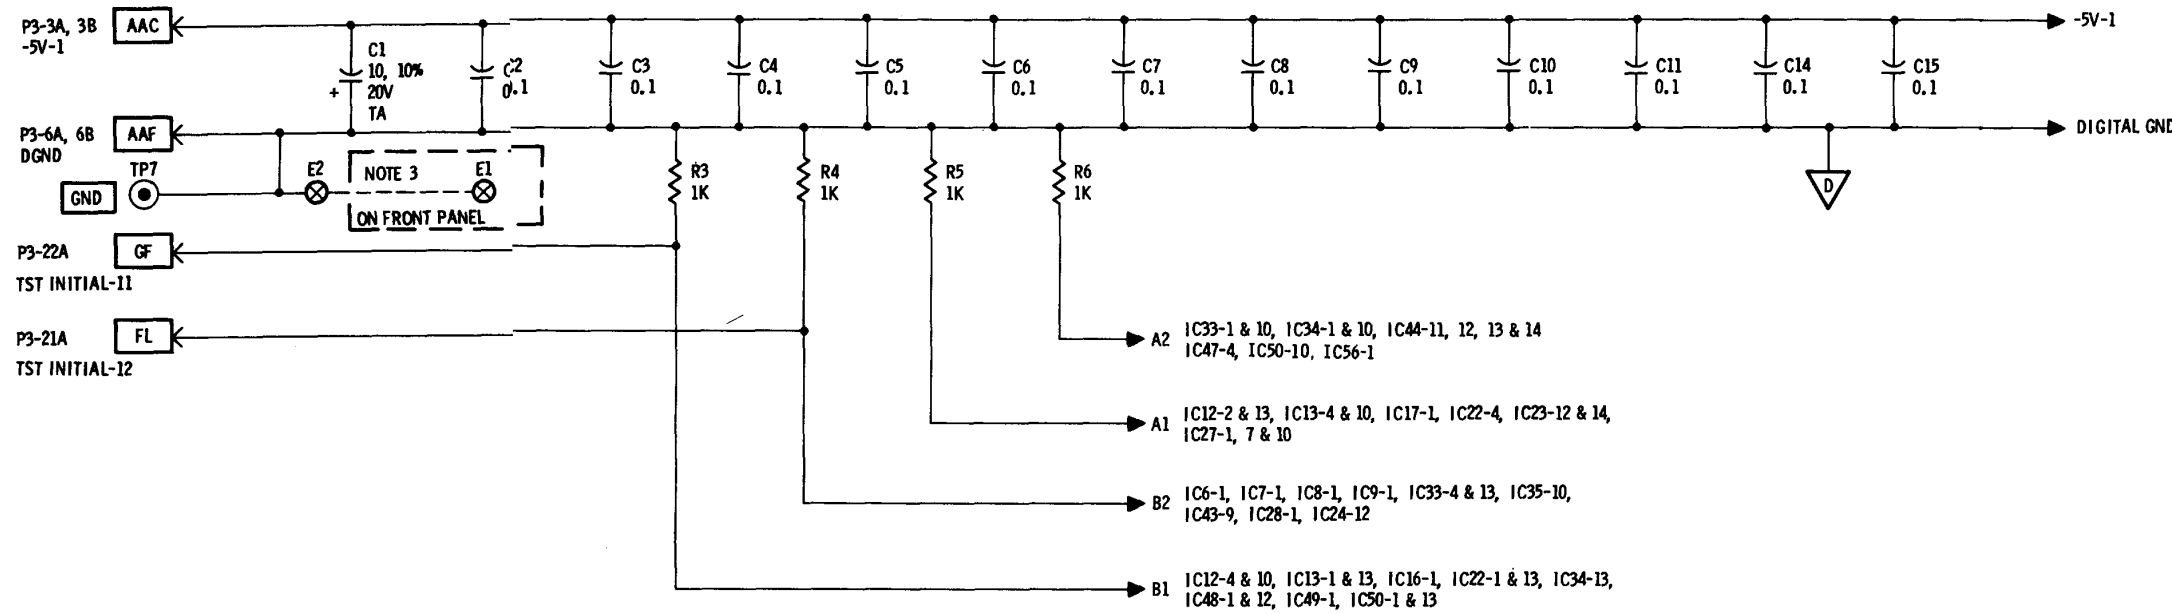 P3-3A, 3B
-5V-1
AAC
C1
10, 10%
20V
TA
+
C2
0.1
C3
0.1
C4
0.1
C5
0.1
C6
0.1
C7
0.1
C8
0.1
C9
0.1
C10
0.1
C11
0.1
C14
0.1
C15
0.1
-5V-1
P3-6A, 6B
DGND
AAF
DIGITAL GND
TP7
GND
E2
NOTE 3
E1
ON FRONT PANEL
R3
1K
R4
1K
R5
1K
R6
1K
D
P3-22A
GF
TST INITIAL-11
P3-21A
FL
TST INITIAL-12
A2
IC33-1 & 10, IC34-1 & 10, IC44-11, 12, 13 & 14
IC47-4, IC50-10, IC56-1
A1
IC12-2 & 13, IC13-4 & 10, IC17-1, IC22-4, IC23-12 & 14,
IC27-1, 7 & 10
B2
IC6-1, IC7-1, IC8-1, IC9-1, IC33-4 & 13, IC35-10,
IC43-9, IC28-1, IC24-12
B1
IC12-4 & 10, IC13-1 & 13, IC16-1, IC22-1 & 13, IC34-13,
IC48-1 & 12, IC49-1, IC50-1 & 13